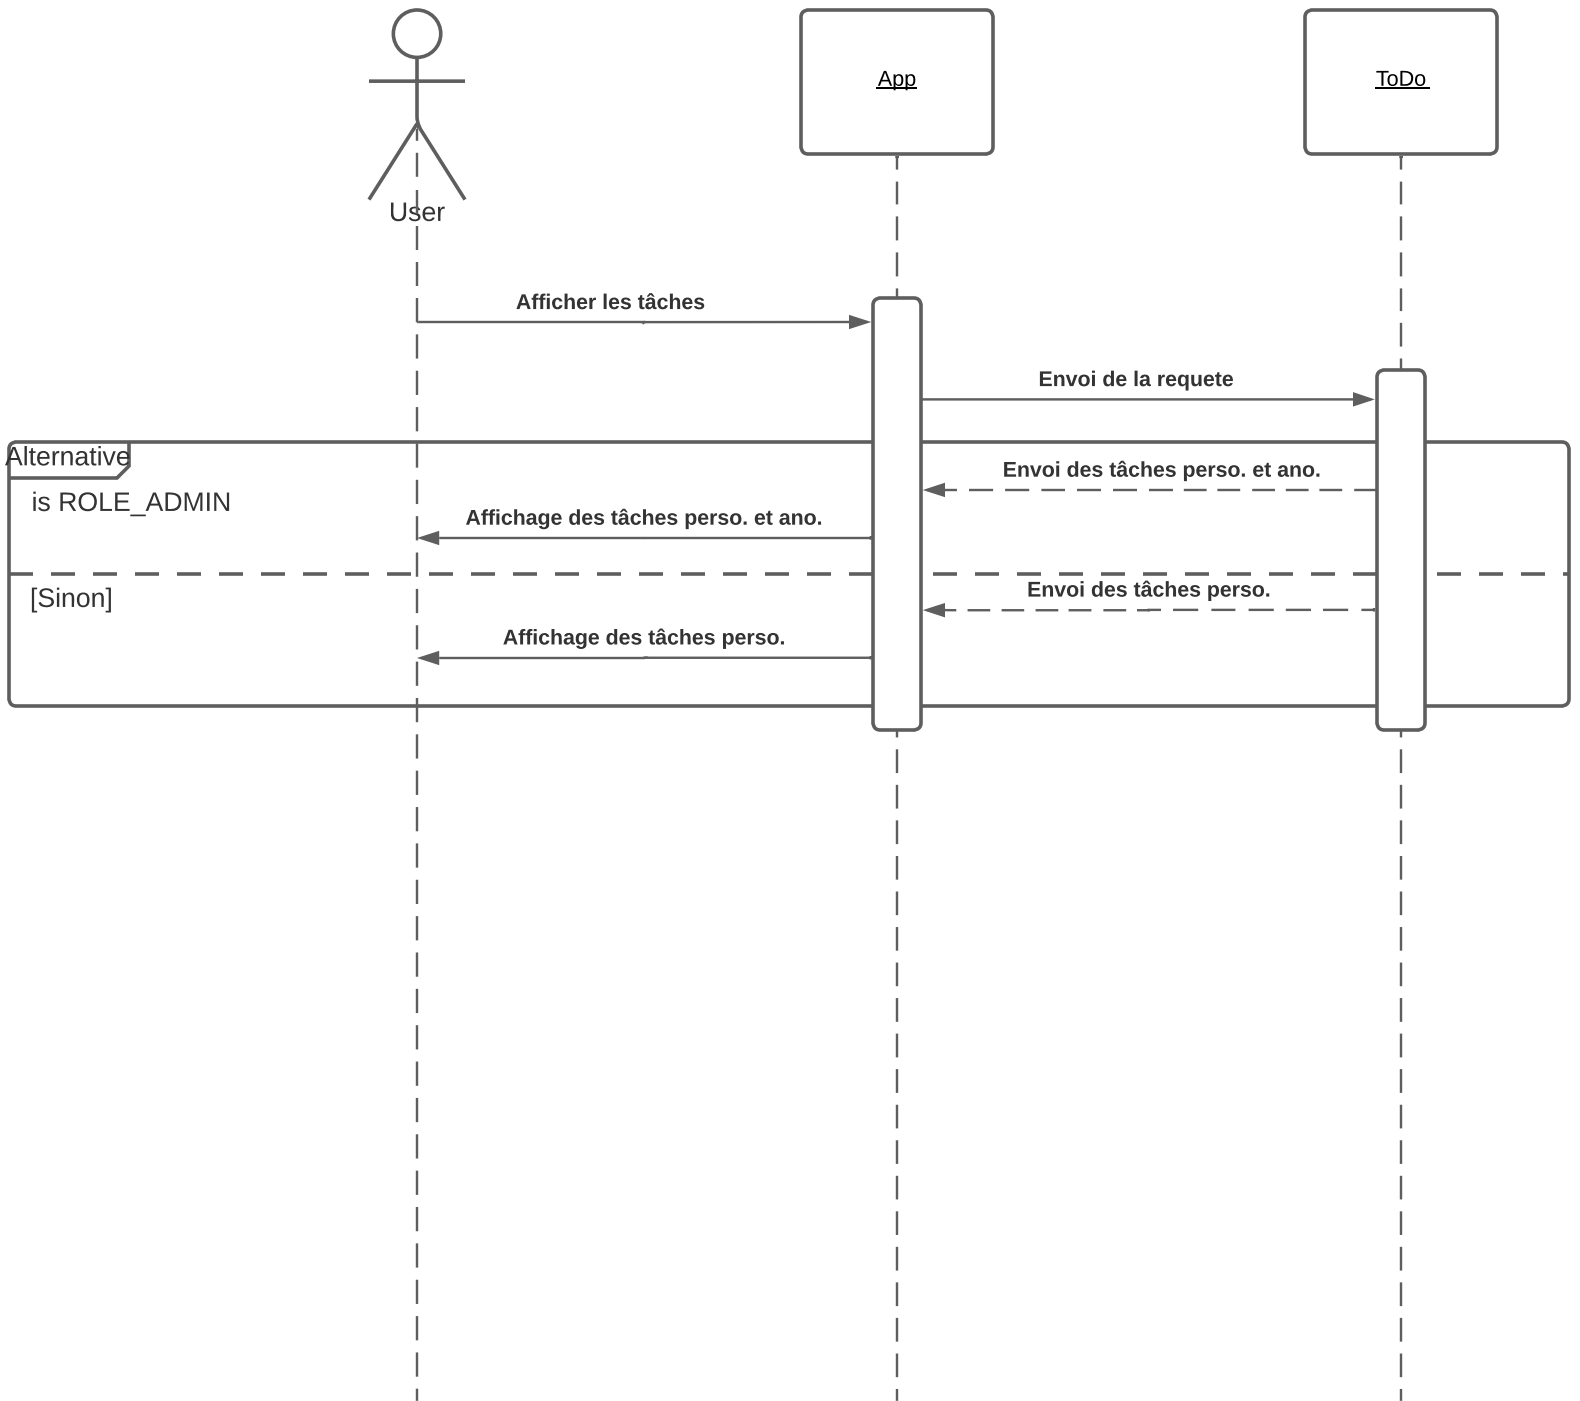 User
App
ToDo
Afficher les tâches
Envoi de la requete
Alternative
is ROLE_ADMIN
Envoi des tâches perso. et ano.
Affichage des tâches perso. et ano.
[Sinon]
Envoi des tâches perso.
Affichage des tâches perso.